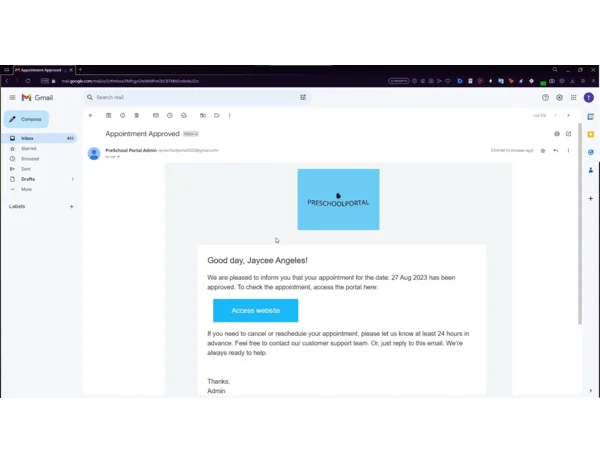 Appointment Approved
Gmail
Search mail
Compose
Inbox
Starred
Snoozed
Sent
Drafts
More
Labels
Appointment Approved
Inbox x
PreSchool Portal Admin
to me
PRESCHOOLPORTAL
Good day, Jaycee Angeles!
We are pleased to inform you that your appointment for the date: 27 Aug 2023 has been
approved. To check the appointment, access the portal here:
Access website
If you need to cancel or reschedule your appointment, please let us know at least 24 hours in
advance. Feel free to contact our customer support team. Or, just reply to this email. We're
always ready to help.
Thanks,
Admin